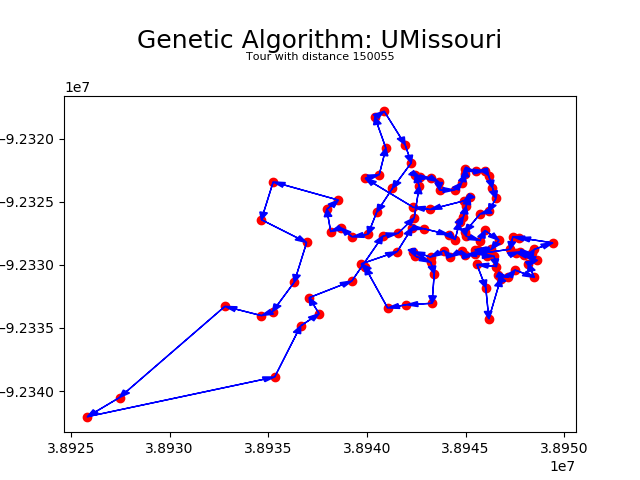 Genetic Algorithm: UMissouri
Tour with distance 150055
1e7
−9.2320
−9.2325
−9.2330
−9.2335
−9.2340
3.8925 3.8930 3.8935 3.8940 3.8945 3.8950
1e7